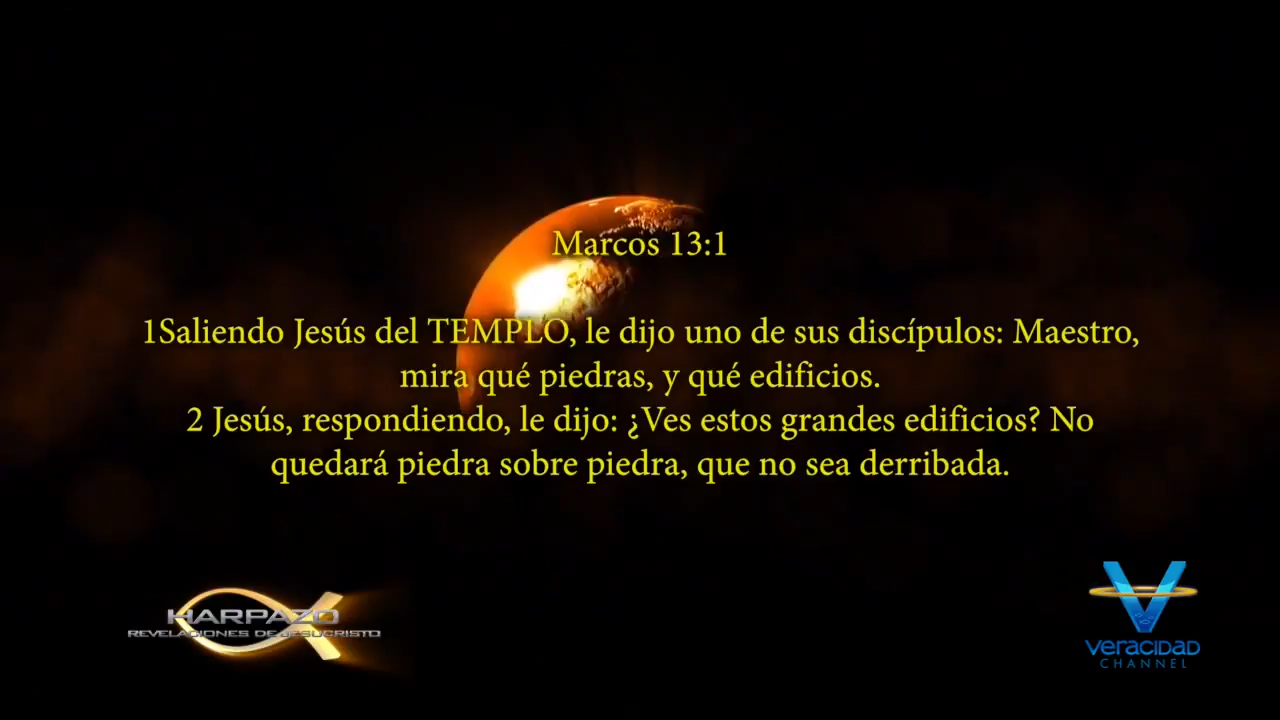 Marcos 13:1
1Saliendo Jesús del TEMPLO, le dijo uno de sus discípulos: Maestro,
mira qué piedras, y qué edificios.
2 Jesús, respondiendo, le dijo: ¿Ves estos grandes edificios? No
quedará piedra sobre piedra, que no sea derribada.
HARPAZO
REVELACIONES DE JESUCRISTO
Veracidad
CHANNEL